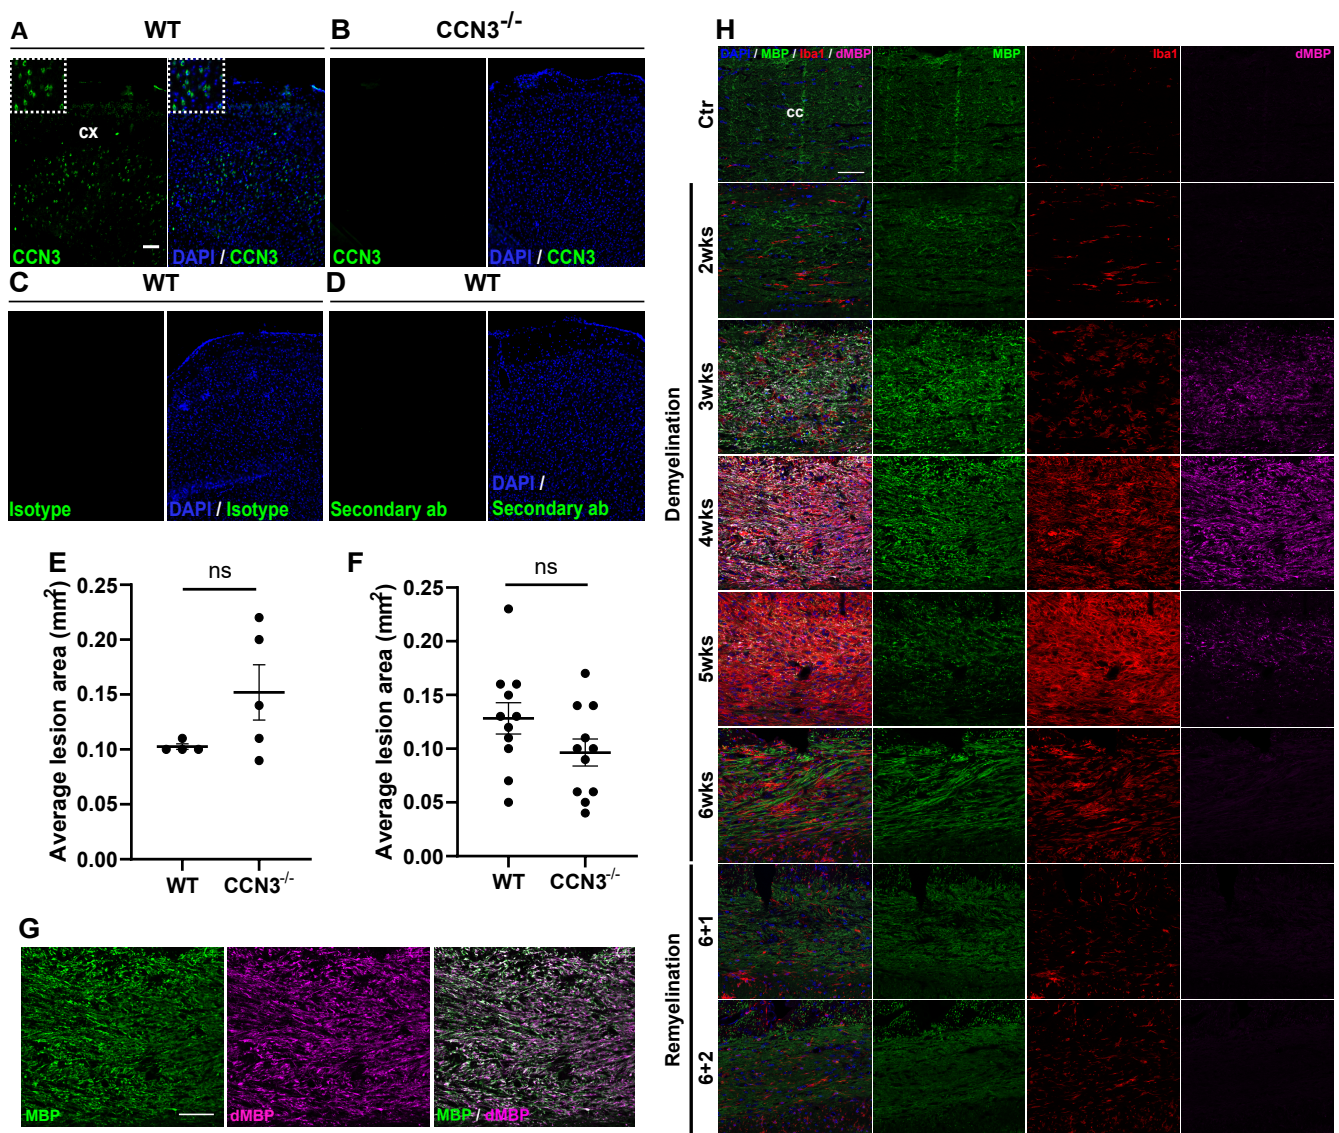 A WT B CCN3-/-
cx
CCN3 DAPI / CCN3 CCN3 DAPI / CCN3
C WT D WT
DAPI /
Isotype DAPI / Isotype Secondary ab Secondary ab
E
ns
Average lesion area (mm2)
0.25
0.20
0.15
0.10
0.05
0.00
WT CCN3-/-
F
ns
Average lesion area (mm2)
0.25
0.20
0.15
0.10
0.05
0.00
WT CCN3-/-
G
MBP dMBP MBP / dMBP
H
DAPI / MBP / Iba1 / dMBP MBP Iba1 dMBP
cc
Ctr
Demyelination
2wks
3wks
4wks
5wks
6wks
Remyelination
6+1
6+2